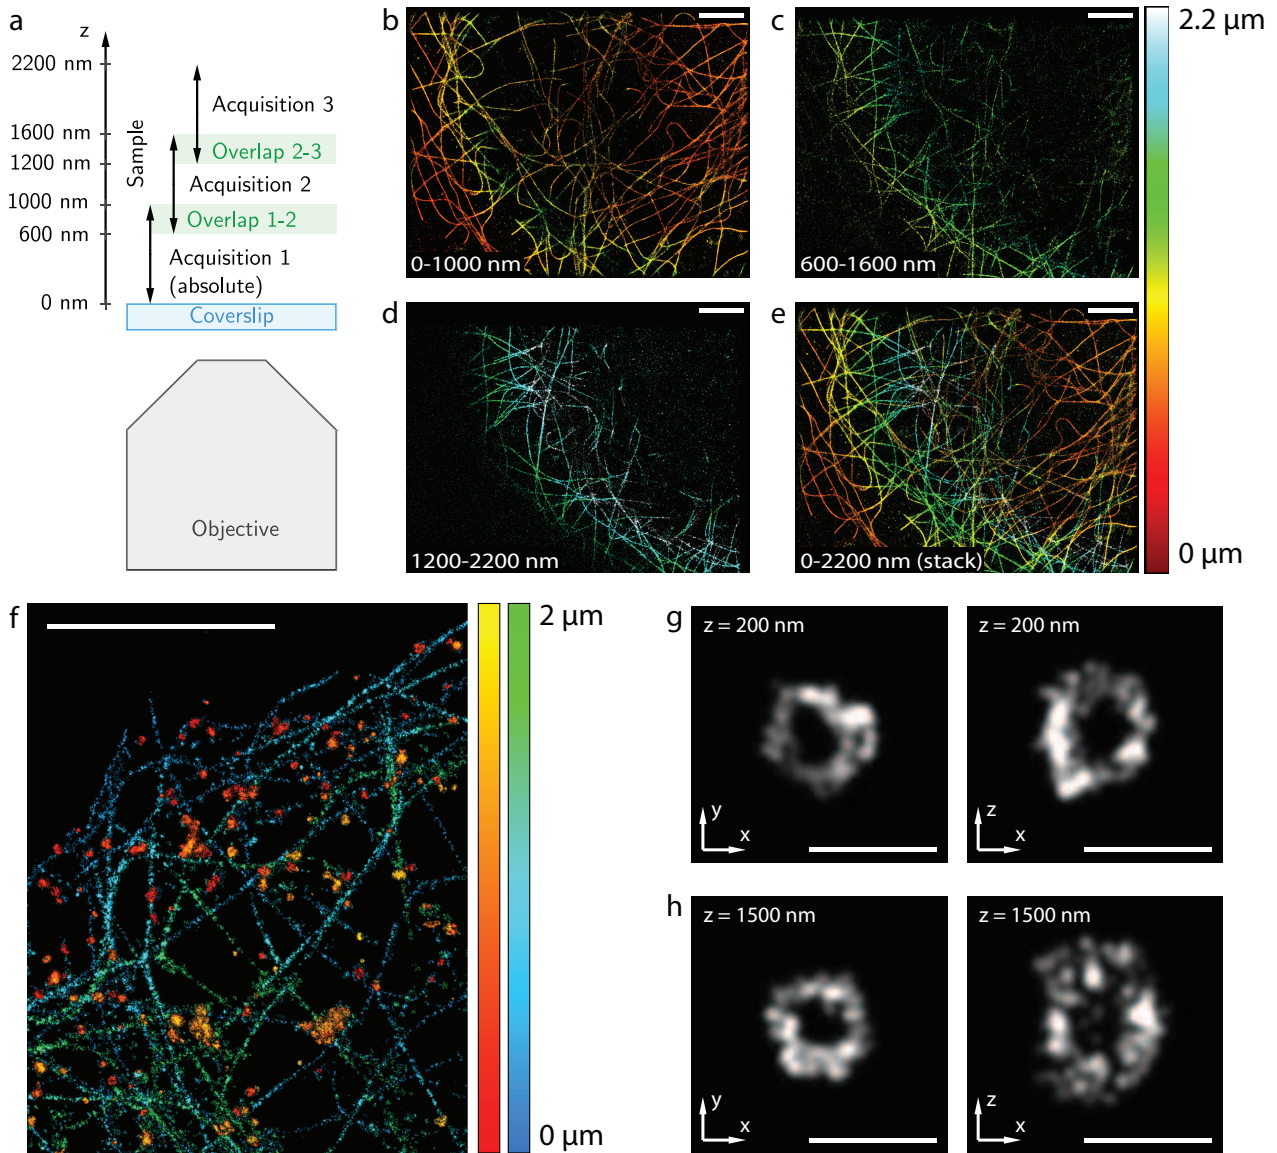 a
z
2200 nm
Acquisition 3
1600 nm
Overlap 2-3
1200 nm
Sample
Acquisition 2
1000 nm
Overlap 1-2
600 nm
Acquisition 1
(absolute)
0 nm
Coverslip
Objective
b
0-1000 nm
c
600-1600 nm
d
1200-2200 nm
e
0-2200 nm (stack)
2.2 µm
0 µm
f
2 µm
0 µm
g
z = 200 nm
y
x
z = 200 nm
z
x
h
z = 1500 nm
y
x
z = 1500 nm
z
x